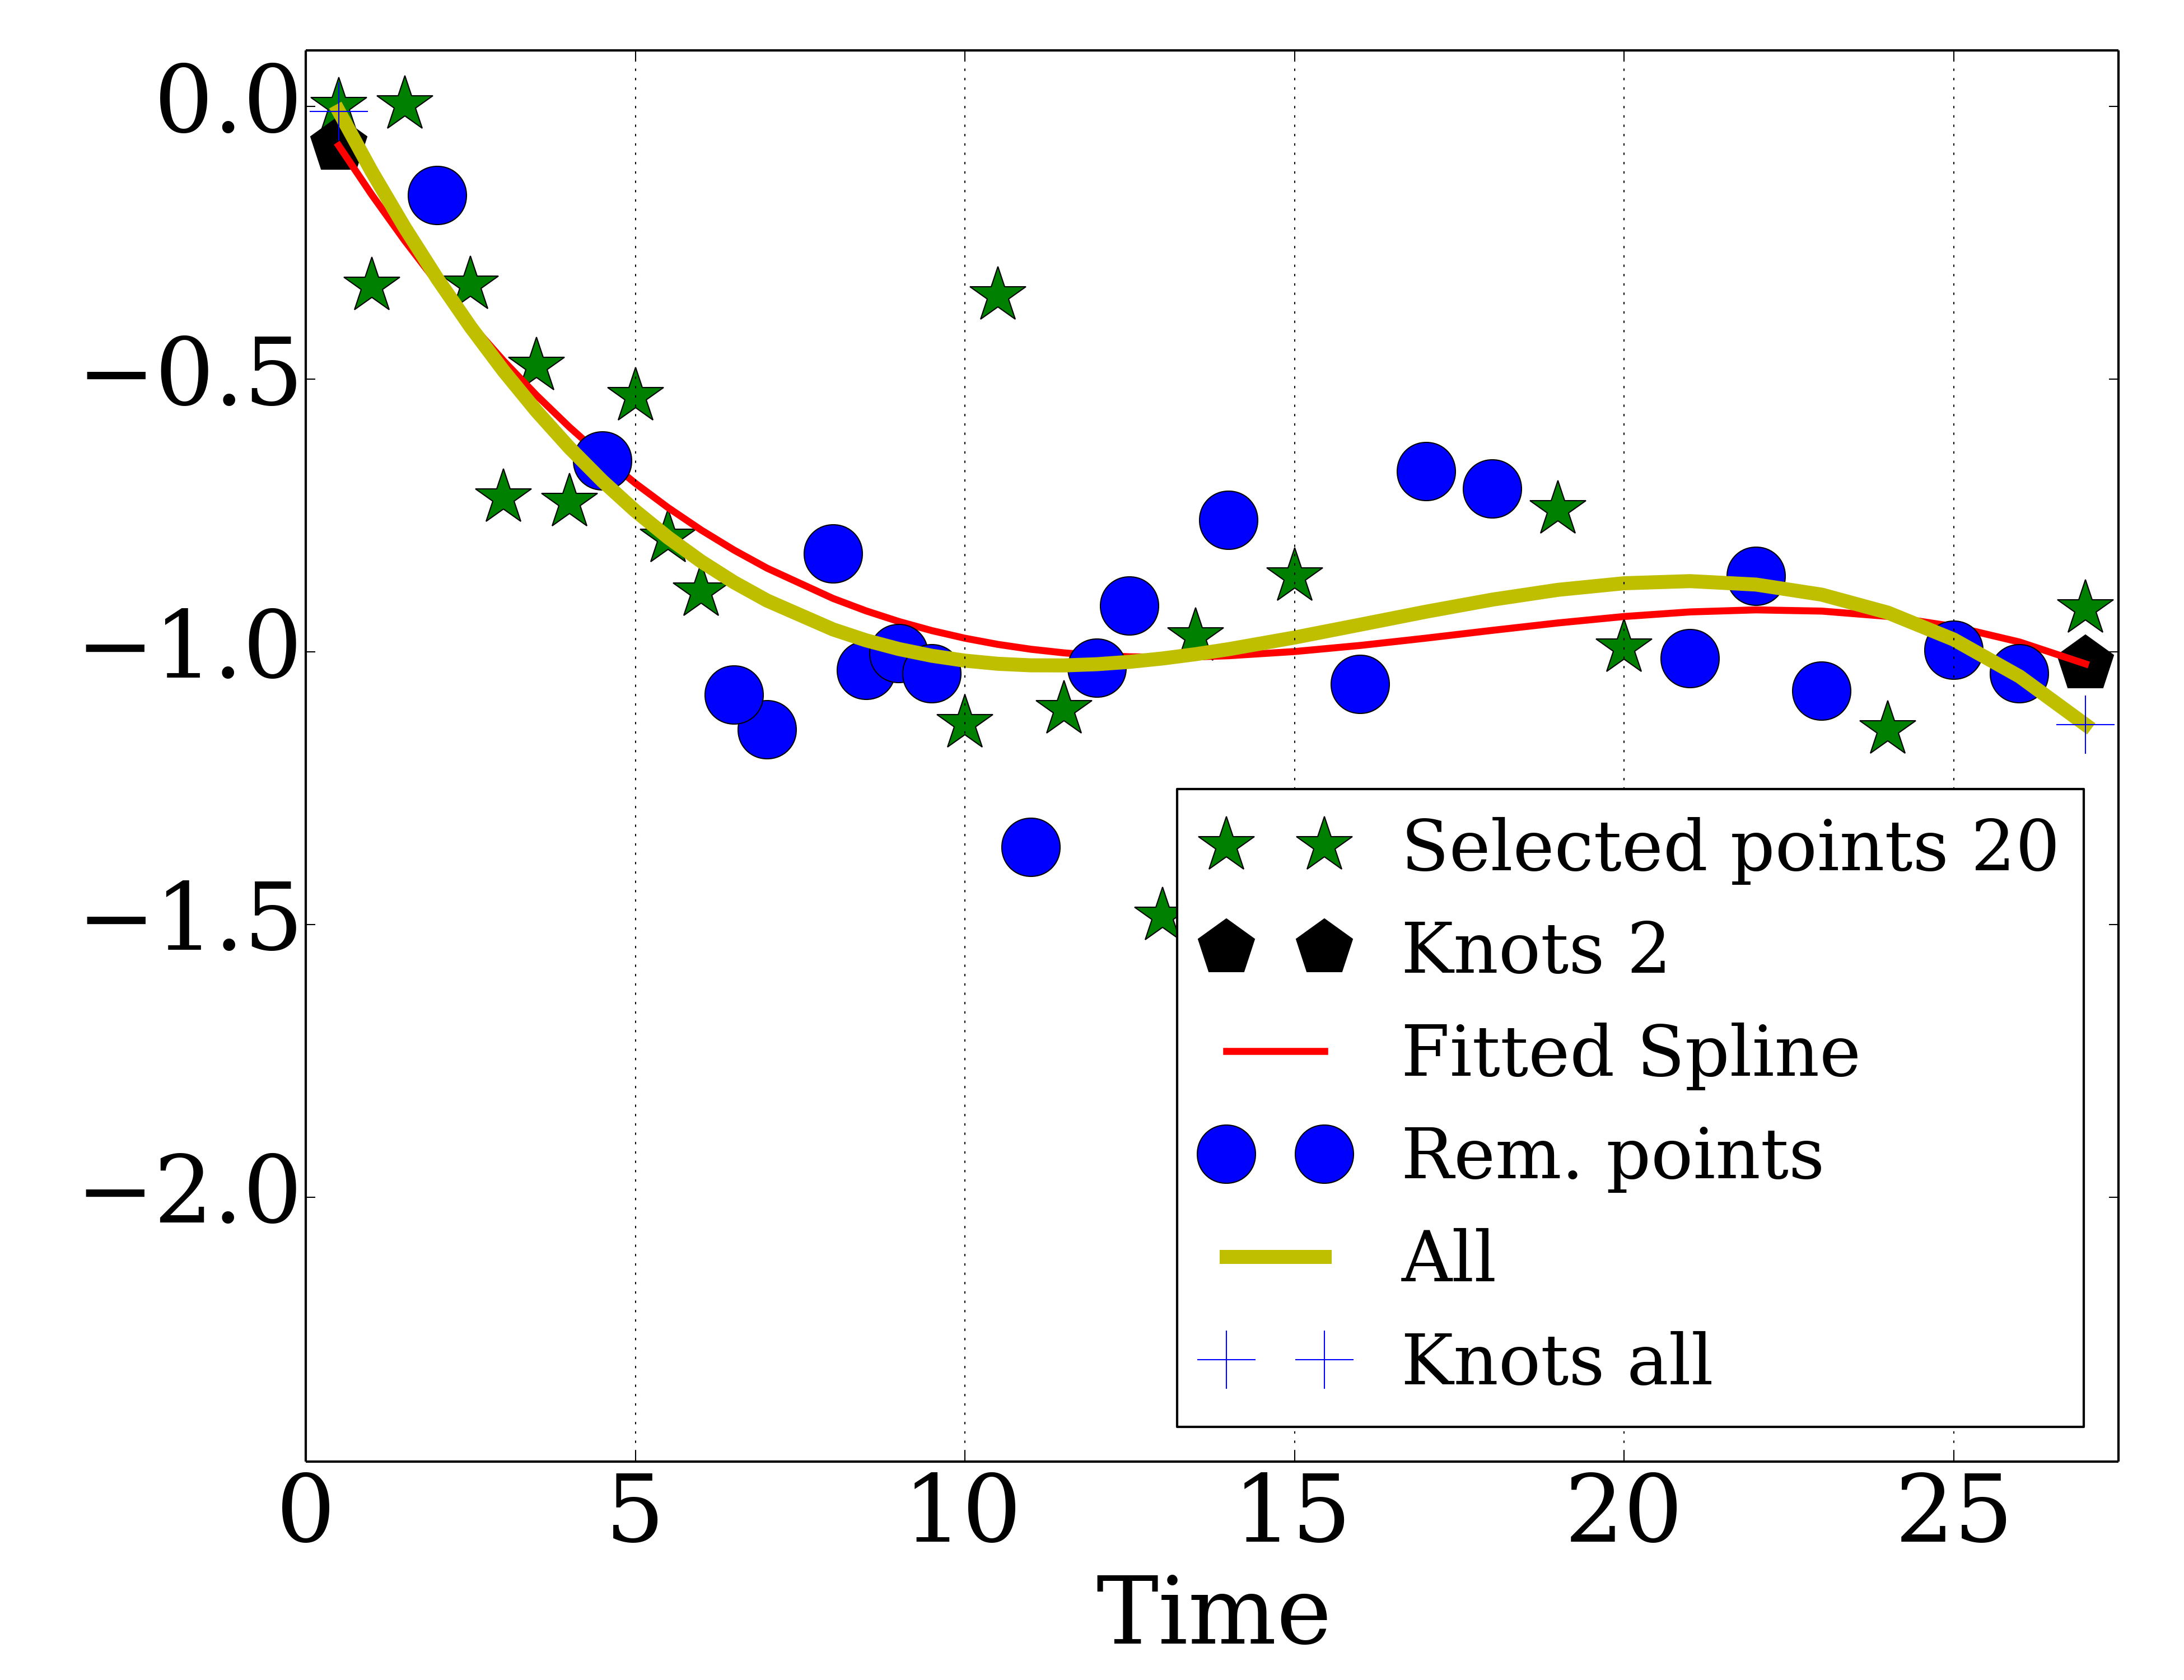 0.0
−0.5
−1.0
−1.5
−2.0
Selected points 20
Knots 2
Fitted Spline
Rem. points
All
Knots all
0 5 10 15 20 25
Time